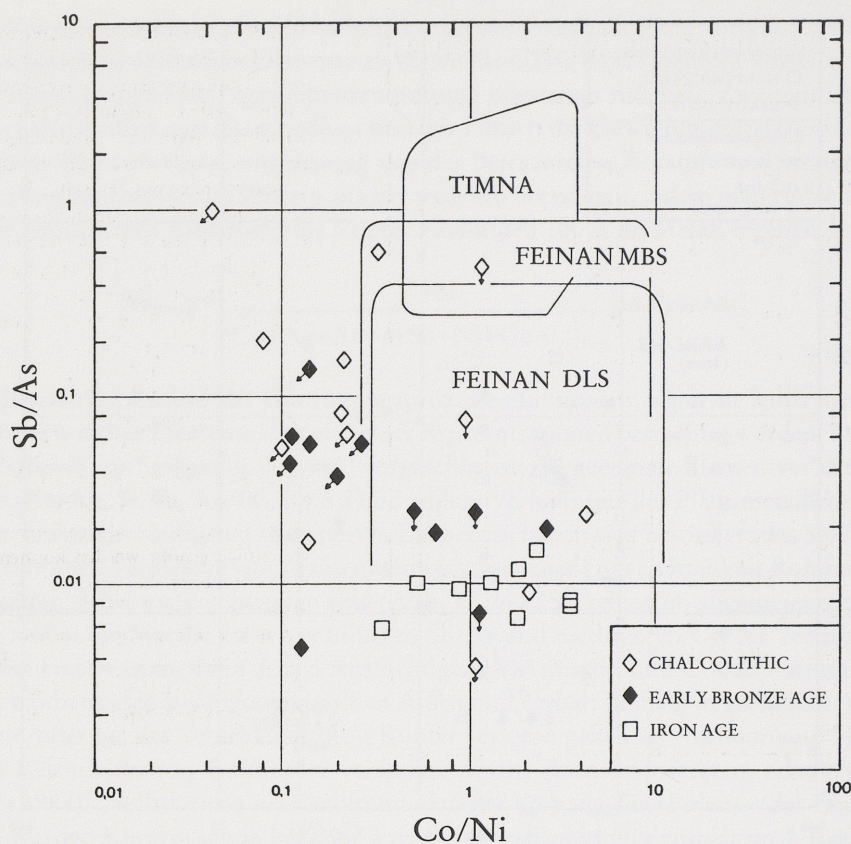 10
TIMNA
1
FEINAN MBS
FEINAN DLS
0.1
Sb/As
0.01
CHALCOLITHIC
EARLY BRONZE AGE
IRON AGE
0,01
0,1
1
10
100
Co/Ni